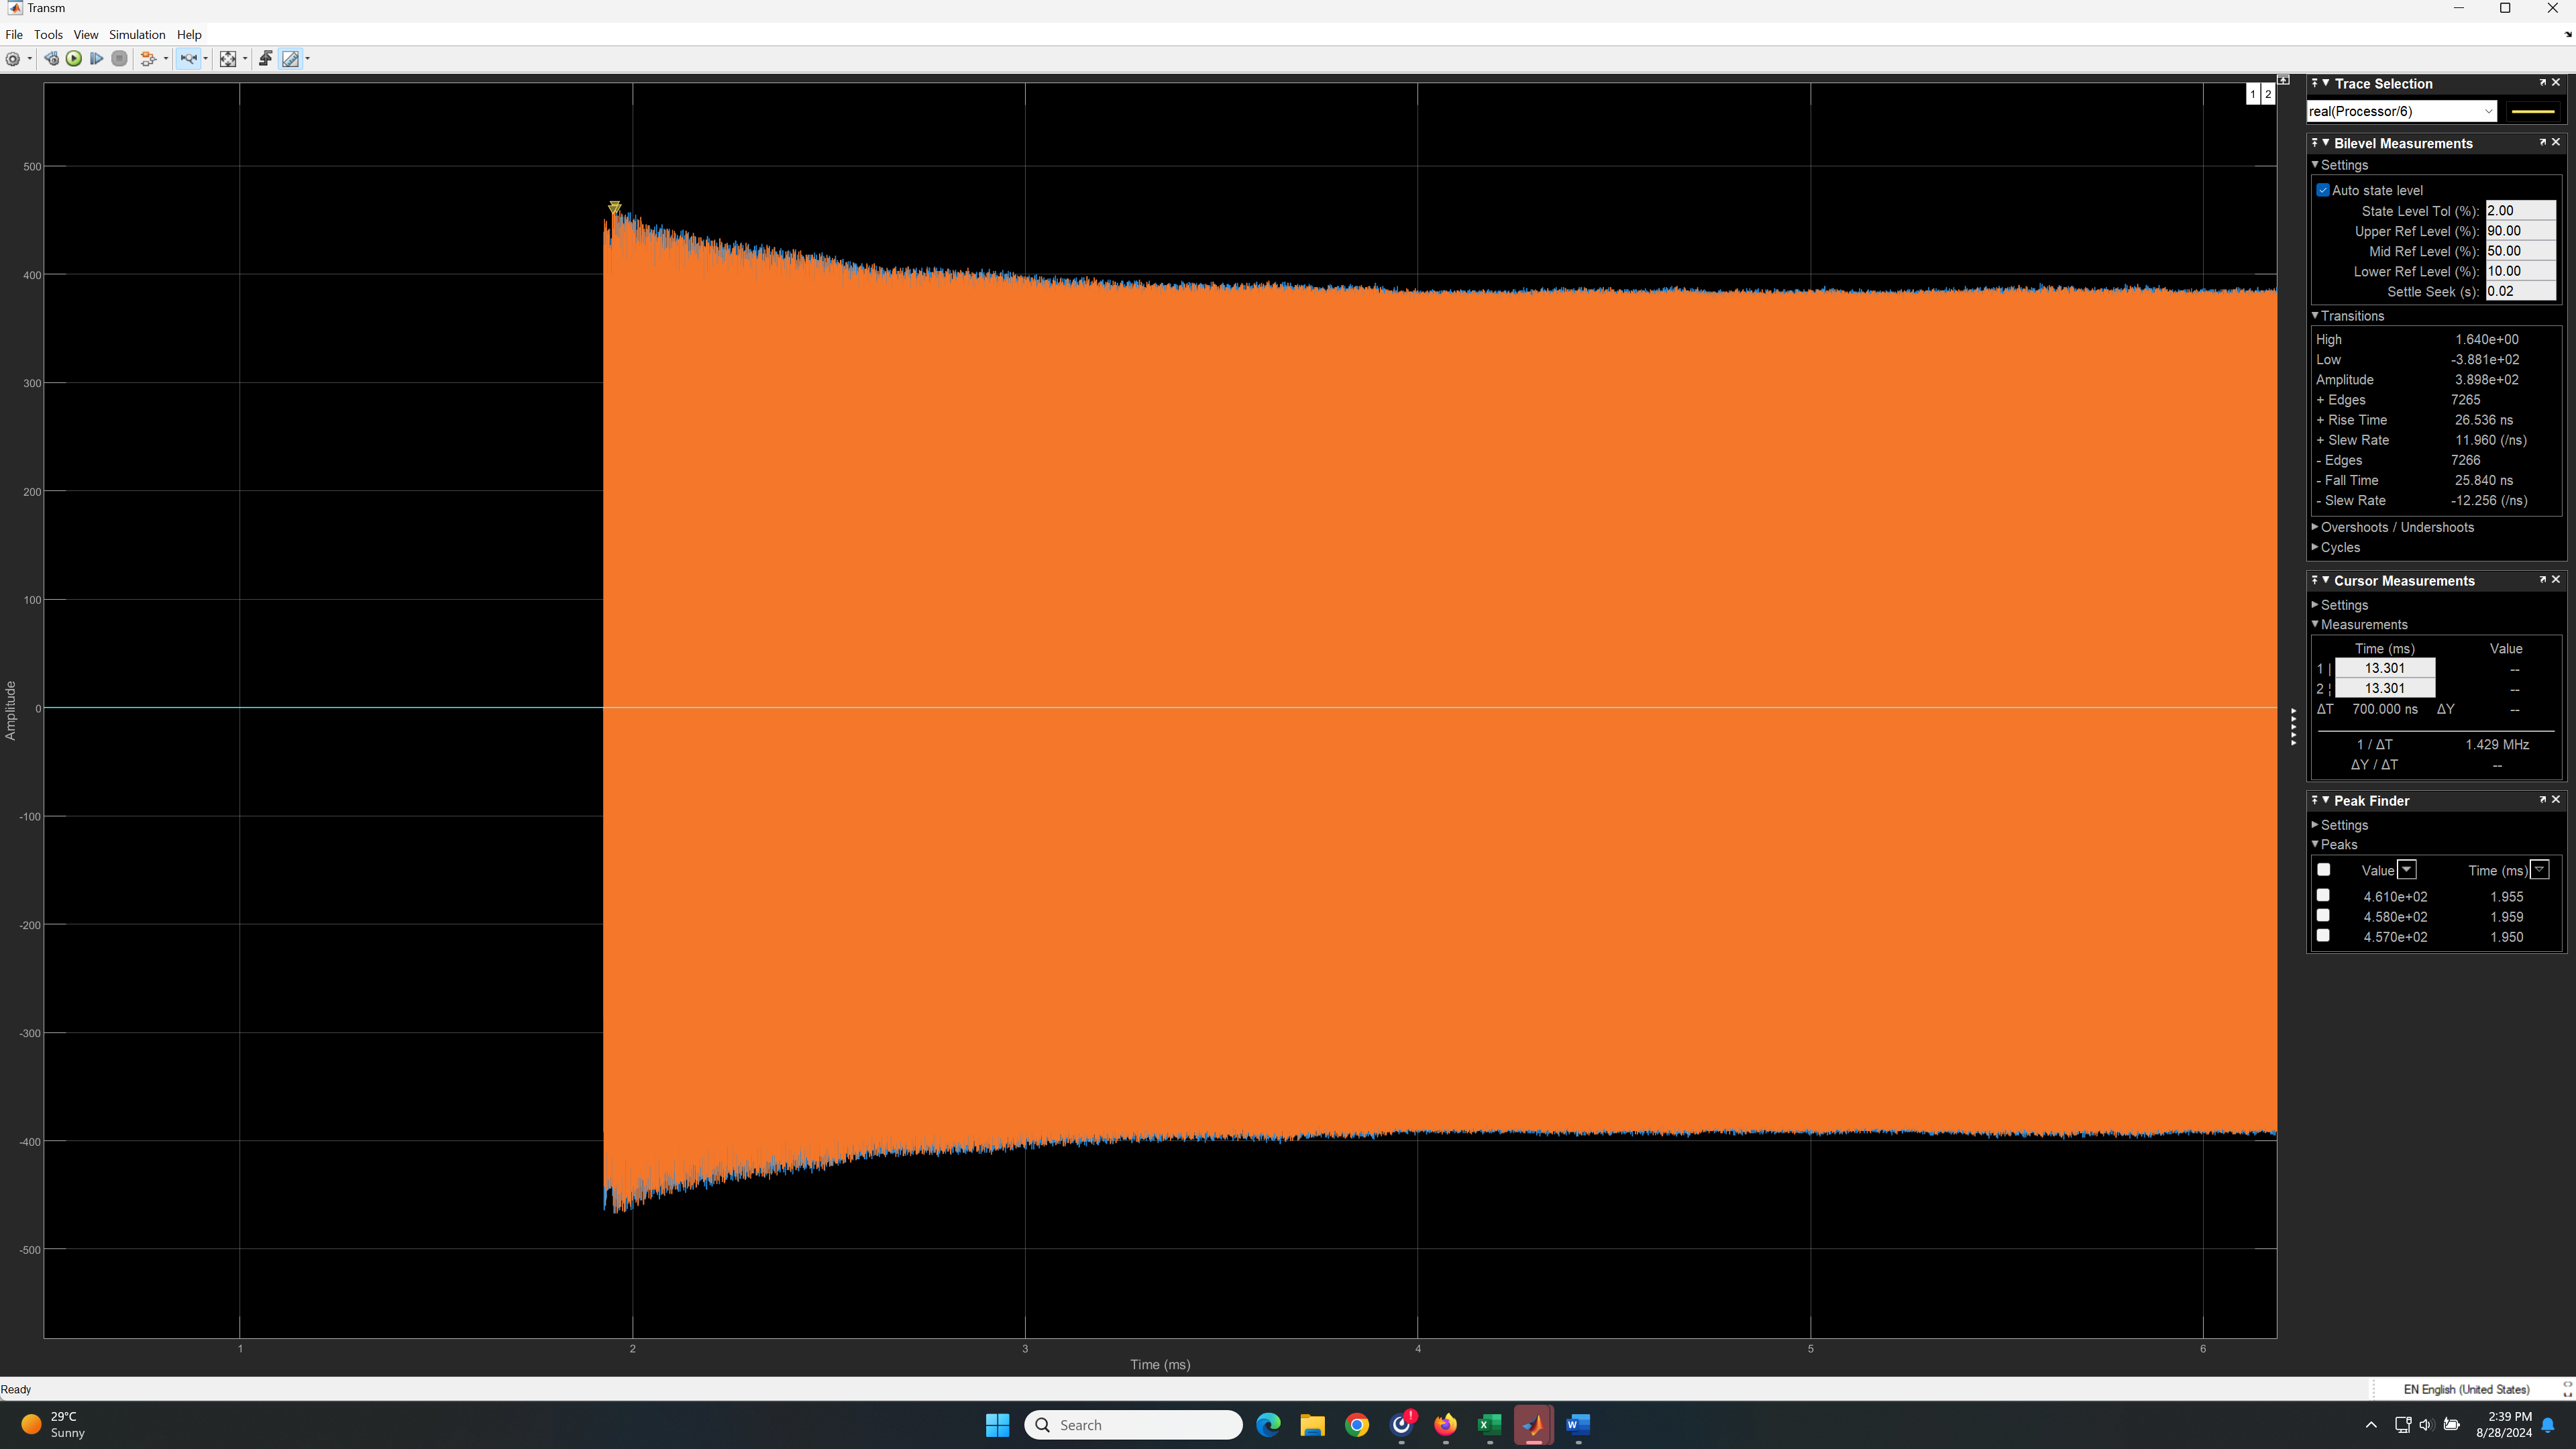 Transm
File Tools View Simulation Help
1 2
500
400
300
200
100
0
-100
-200
-300
-400
-500
Amplitude
1 2 3 4 5 6
Time (ms)
Trace Selection
real(Processor/6)
Bilevel Measurements
Settings
Auto state level
State Level Tol (%): 2.00
Upper Ref Level (%): 90.00
Mid Ref Level (%): 50.00
Lower Ref Level (%): 10.00
Settle Seek (s): 0.02
Transitions
High 1.640e+00
Low -3.881e+02
Amplitude 3.898e+02
+ Edges 7265
+ Rise Time 26.536 ns
+ Slew Rate 11.960 (/ns)
- Edges 7266
- Fall Time 25.840 ns
- Slew Rate -12.256 (/ns)
Overshoots / Undershoots
Cycles
Cursor Measurements
Settings
Measurements
Time (ms) Value
1 | 13.301 --
2 ¦ 13.301 --
ΔT 700.000 ns ΔY --
1 / ΔT 1.429 MHz
ΔY / ΔT --
Peak Finder
Settings
Peaks
Value Time (ms)
4.610e+02 1.955
4.580e+02 1.959
4.570e+02 1.950
Ready
EN English (United States)
29°C
Sunny
Search
2:39 PM
8/28/2024